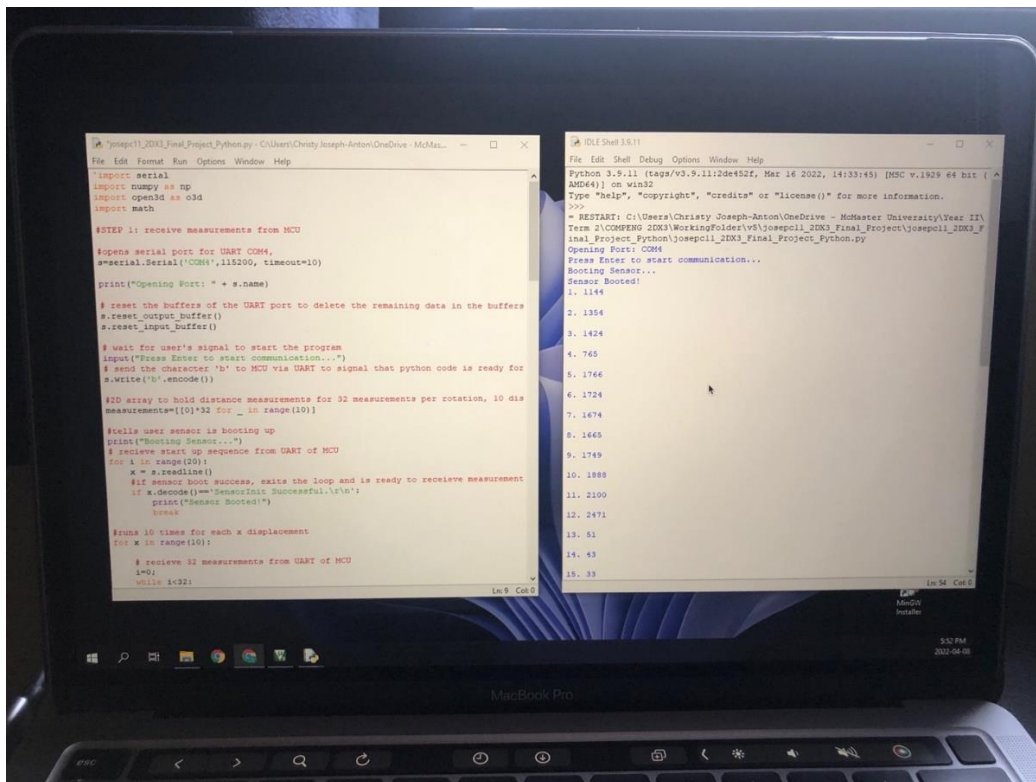 *josepc11_2DX3_Final_Project_Python.py - C:\Users\Christy Joseph-Anton\OneDrive - McMas...
File Edit Format Run Options Window Help
import serial
import numpy as np
import open3d as o3d
import math
#STEP 1: receive measurements from MCU
#opens serial port for UART COM4,
s=serial.Serial('COM4',115200, timeout=10)
print("Opening Port: " + s.name)
# reset the buffers of the UART port to delete the remaining data in the buffers
s.reset_output_buffer()
s.reset_input_buffer()
# wait for user's signal to start the program
input("Press Enter to start communication...")
# send the character 'b' to MCU via UART to signal that python code is ready for
s.write('b'.encode())
#2D array to hold distance measurements for 32 measurements per rotation, 10 dis
measurements=[[0]*32 for _ in range(10)]
#tells user sensor is booting up
print("Booting Sensor...")
# recieve start up sequence from UART of MCU
for i in range(20):
x = s.readline()
#if sensor boot success, exits the loop and is ready to receieve measurement
if x.decode()=='SensorInit Successful.\r\n':
print("Sensor Booted!")
break
#runs 10 times for each x displacement
for x in range(10):
# recieve 32 measurements from UART of MCU
i=0;
while i<32:
Ln: 9 Col: 0
IDLE Shell 3.9.11
File Edit Shell Debug Options Window Help
Python 3.9.11 (tags/v3.9.11:2de452f, Mar 16 2022, 14:33:45) [MSC v.1929 64 bit (
AMD64)] on win32
Type "help", "copyright", "credits" or "license()" for more information.
>>>
= RESTART: C:\Users\Christy Joseph-Anton\OneDrive - McMaster University\Year II\
Term 2\COMPENG 2DX3\WorkingFolder\v5\josepc11_2DX3_Final_Project\josepc11_2DX3_F
inal_Project_Python\josepc11_2DX3_Final_Project_Python.py
Opening Port: COM4
Press Enter to start communication...
Booting Sensor...
Sensor Booted!
1. 1144
2. 1354
3. 1424
4. 765
5. 1766
6. 1724
7. 1674
8. 1665
9. 1749
10. 1888
11. 2100
12. 2471
13. 51
14. 43
15. 33
Ln: 54 Col: 0
MinGW
Installer
5:52 PM
2022-04-08
MacBook Pro
esc